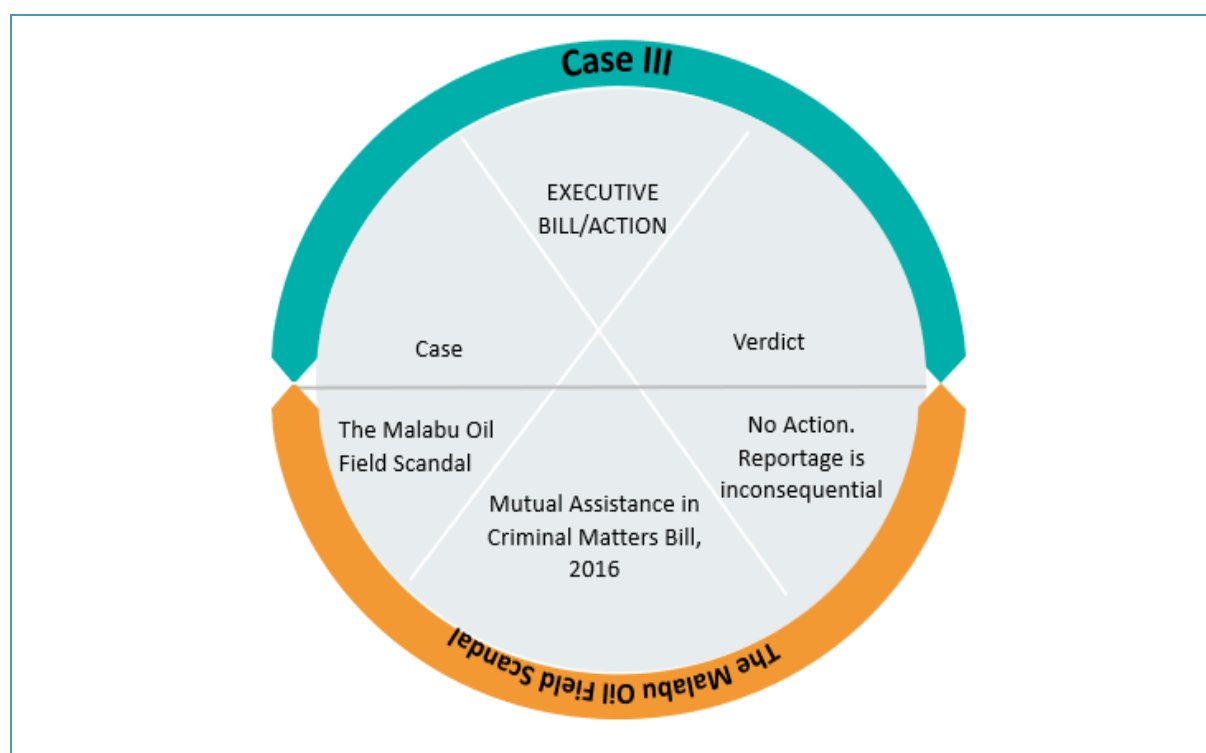 Case III
EXECUTIVE
BILL/ACTION
Case
Verdict
The Malabu Oil
Field Scandal
Mutual Assistance in
Criminal Matters Bill,
2016
No Action.
Reportage is
inconsequential
The Malabu Oil Field Scandal